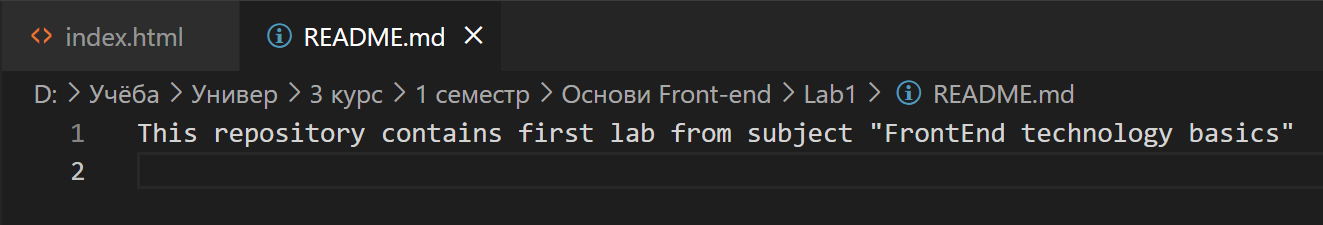 index.html README.md
D: > Учёба > Универ > 3 курс > 1 семестр > Основи Front-end > Lab1 > README.md
1 This repository contains first lab from subject "FrontEnd technology basics"
2